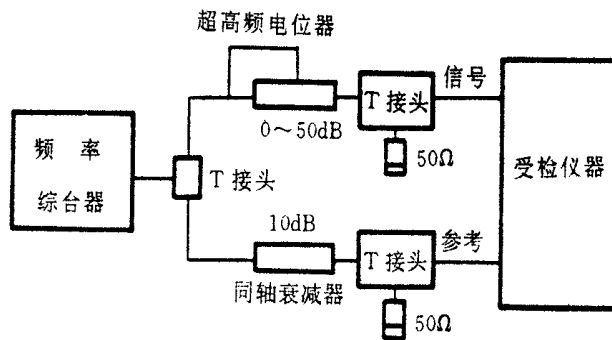 超高频电位器
0～50dB
T 接头
信号
50Ω
频 率
综台器
T 接头
受检仪器
10dB
同轴衰减器
T 接头
参考
50Ω